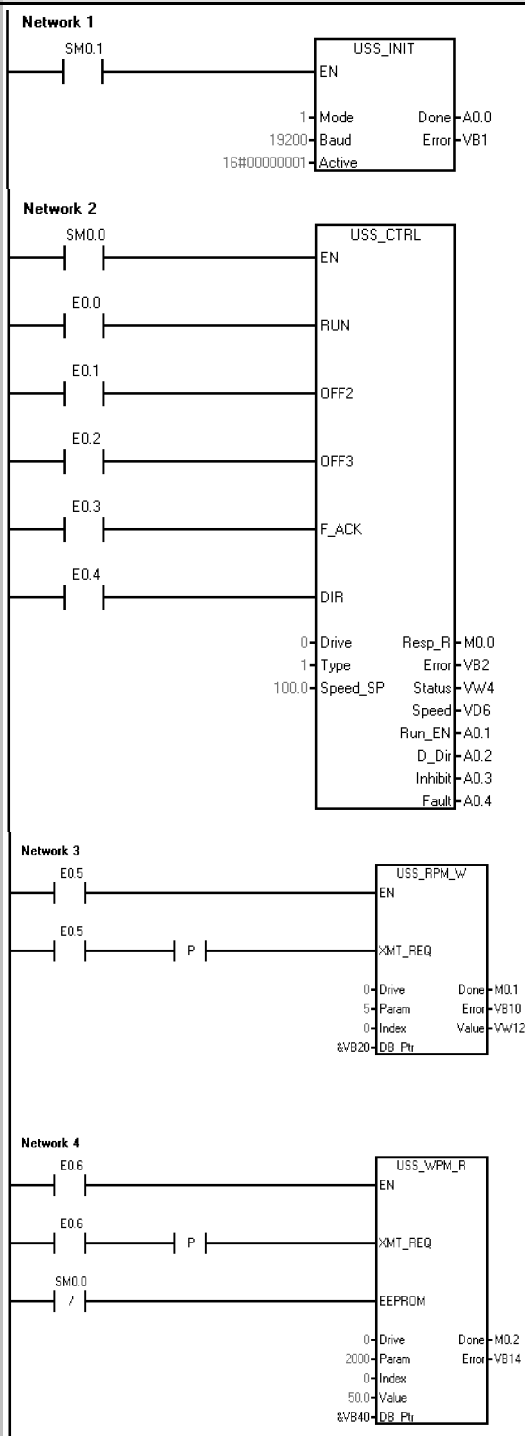 Network 1
SM0.1
USS_INIT
EN
1 Mode Done A0.0
19200 Baud Error VB1
16#00000001 Active
Network 2
SM0.0
USS_CTRL
EN
E0.0
RUN
E0.1
OFF2
E0.2
OFF3
E0.3
F_ACK
E0.4
DIR
0 Drive Resp_R M0.0
1 Type Error VB2
100.0 Speed_SP Status VW4
Speed VD6
Run_EN A0.1
D_Dir A0.2
Inhibit A0.3
Fault A0.4
Network 3
E0.5
USS_RPM_W
EN
E0.5
P
XMT_REQ
0 Drive Done M0.1
5 Param Error VB10
0 Index Value VW12
&VB20 DB_Ptr
Network 4
E0.6
USS_WPM_R
EN
E0.6
P
XMT_REQ
SM0.0
/
EEPROM
0 Drive Done M0.2
2000 Param Error VB14
0 Index
50.0 Value
&VB40 DB_Ptr